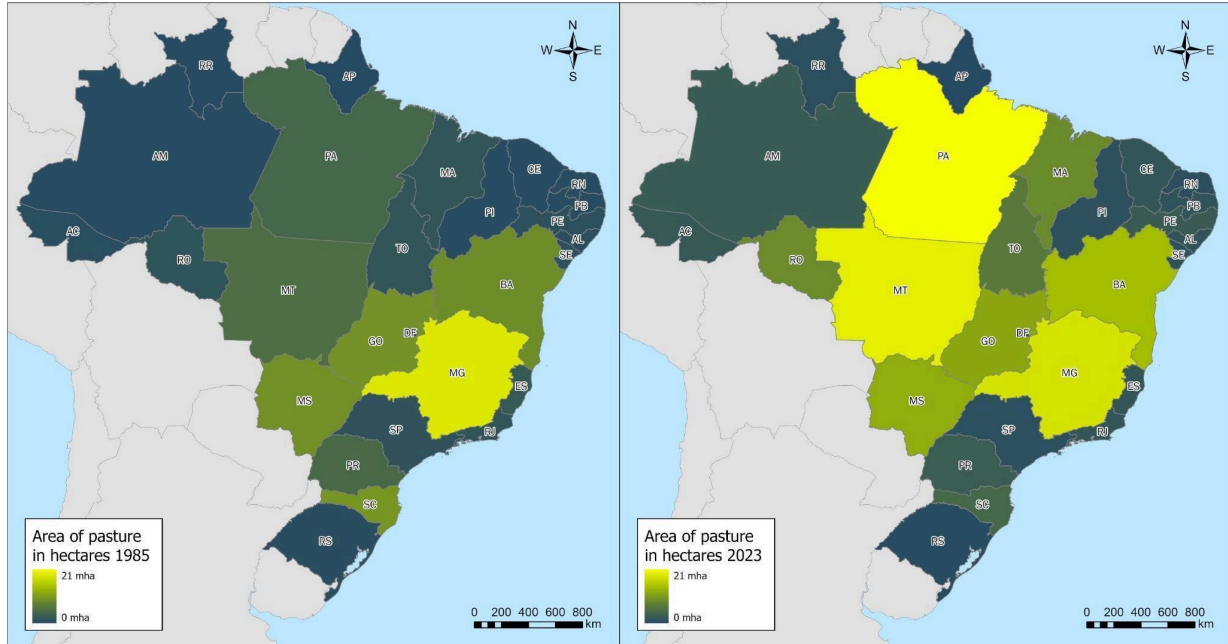 N
W E
S
RR
AP
AM
PA
MA
CE
RN
PB
PI
PE
AL
SE
AC
RO
TO
BA
MT
GO
DF
MG
ES
MS
SP
RJ
PR
SC
RS
Area of pasture
in hectares 1985
21 mha
0 mha
0 200 400 600 800
km
N
W E
S
RR
AP
AM
PA
MA
CE
RN
PB
PI
PE
AL
SE
AC
RO
TO
BA
MT
GO
DF
MG
ES
MS
SP
RJ
PR
SC
RS
Area of pasture
in hectares 2023
21 mha
0 mha
0 200 400 600 800
km